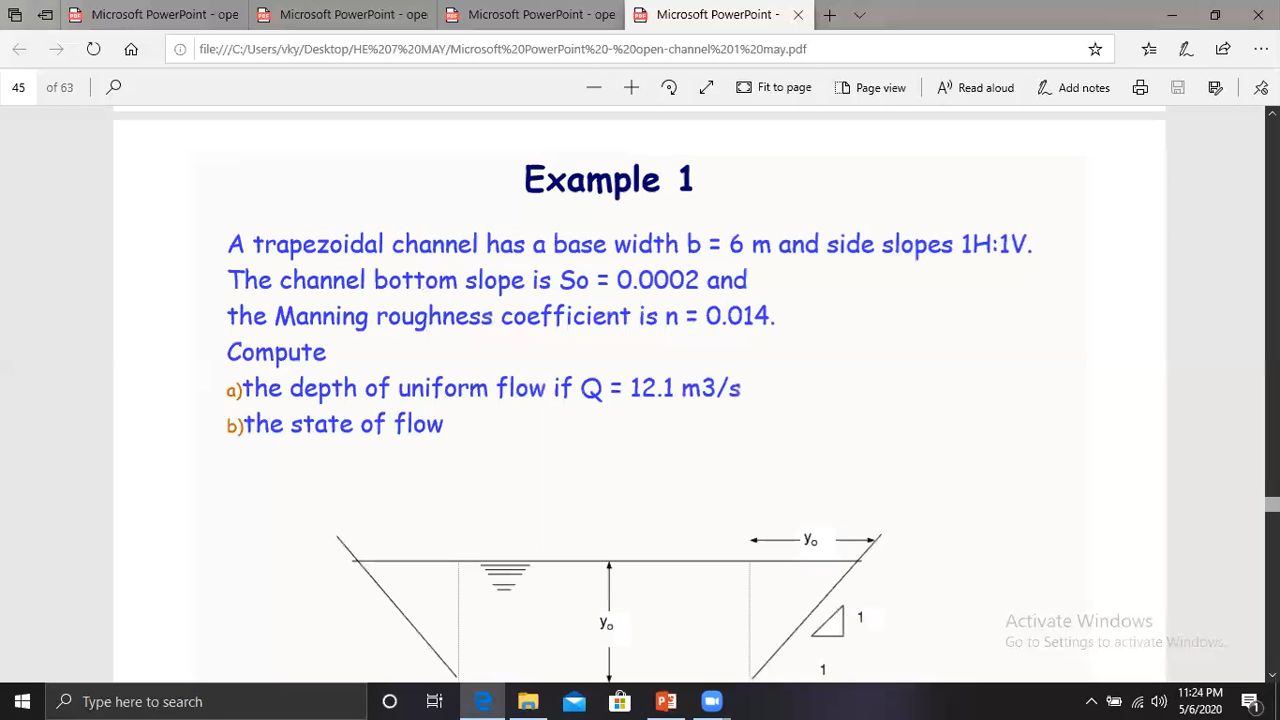 Microsoft PowerPoint - ope
Microsoft PowerPoint - ope
Microsoft PowerPoint - ope
Microsoft PowerPoint -
file:///C:/Users/vky/Desktop/HE%207%20MAY/Microsoft%20PowerPoint%20-%20open-channel%201%20may.pdf
45 of 63
Fit to page
Page view
Read aloud
Add notes
Example 1
A trapezoidal channel has a base width b = 6 m and side slopes 1H:1V.
The channel bottom slope is So = 0.0002 and
the Manning roughness coefficient is n = 0.014.
Compute
a)the depth of uniform flow if Q = 12.1 m3/s
b)the state of flow
yo
yo
1
1
Activate Windows
Go to Settings to activate Windows.
Type here to search
11:24 PM
5/6/2020
1